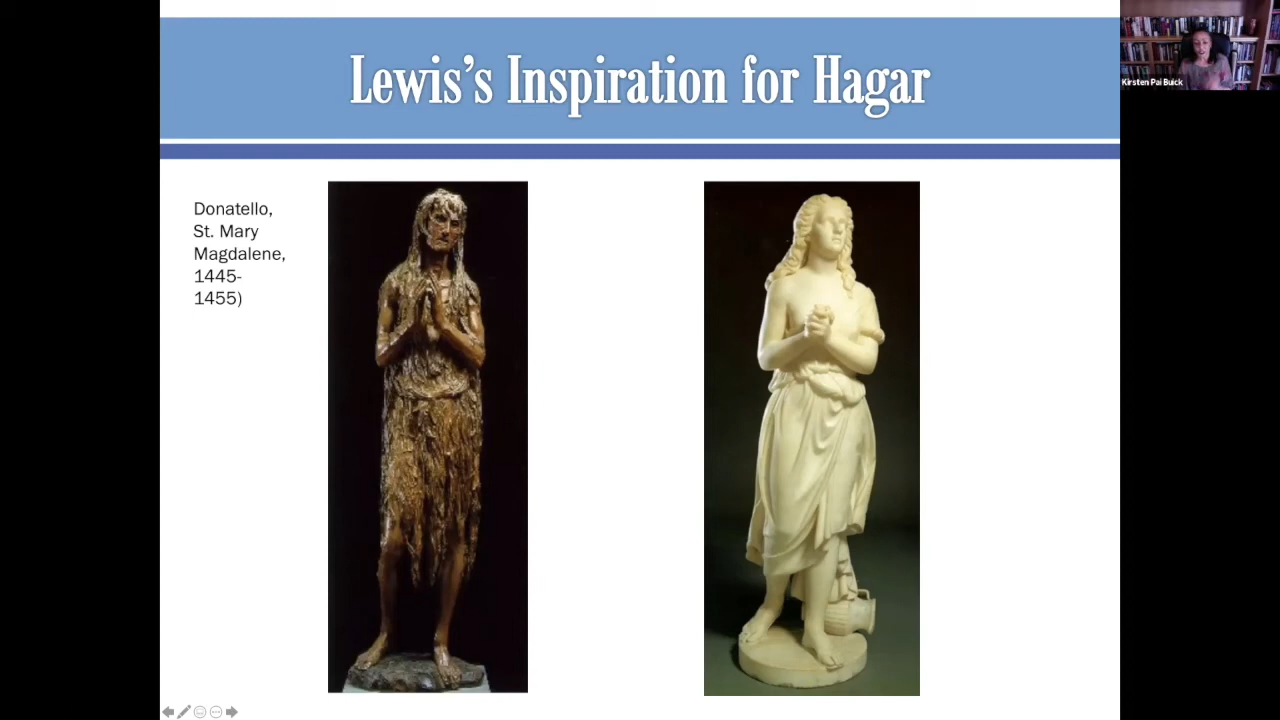 Lewis's Inspiration for Hagar
Kirsten Pai Buick
Donatello,
St. Mary
Magdalene,
1445-
1455)